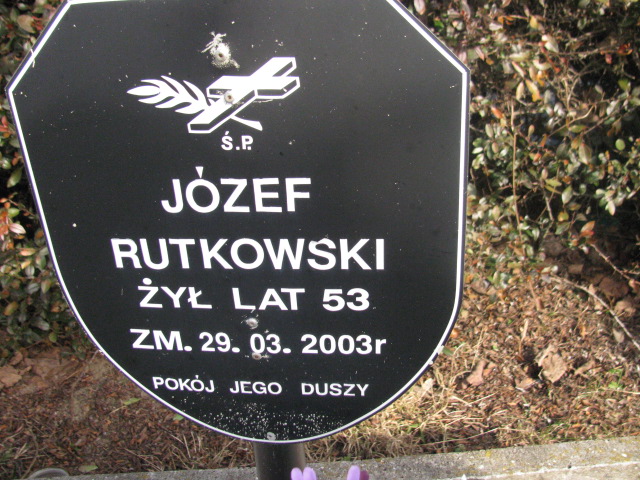 Ś.P.
JÓZEF
RUTKOWSKI
ŻYŁ LAT 53
ZM. 29. 03. 2003r
POKÓJ JEGO DUSZY